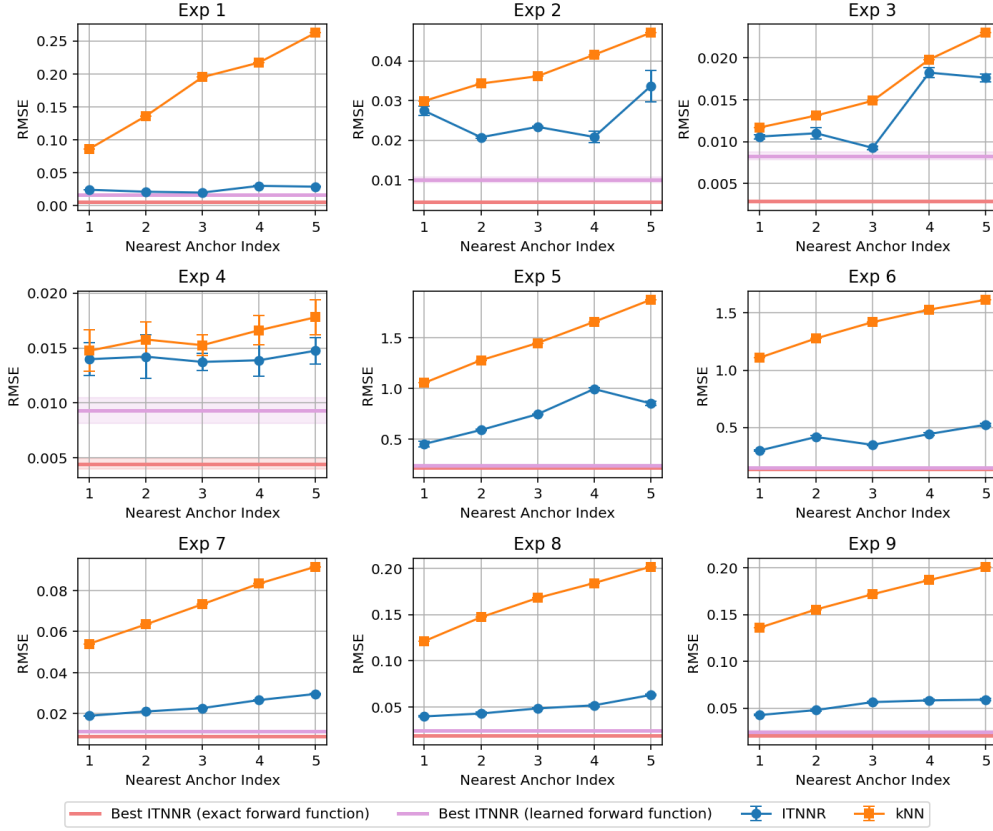 Exp 1
Exp 2
Exp 3
RMSE
0.25
0.20
0.15
0.10
0.05
0.00
1 2 3 4 5
Nearest Anchor Index
RMSE
0.04
0.03
0.02
0.01
1 2 3 4 5
Nearest Anchor Index
RMSE
0.020
0.015
0.010
0.005
1 2 3 4 5
Nearest Anchor Index
Exp 4
Exp 5
Exp 6
RMSE
0.020
0.015
0.010
0.005
1 2 3 4 5
Nearest Anchor Index
RMSE
1.5
1.0
0.5
1 2 3 4 5
Nearest Anchor Index
RMSE
1.5
1.0
0.5
1 2 3 4 5
Nearest Anchor Index
Exp 7
Exp 8
Exp 9
RMSE
0.08
0.06
0.04
0.02
1 2 3 4 5
Nearest Anchor Index
RMSE
0.20
0.15
0.10
0.05
1 2 3 4 5
Nearest Anchor Index
RMSE
0.20
0.15
0.10
0.05
1 2 3 4 5
Nearest Anchor Index
Best ITNNR (exact forward function) Best ITNNR (learned forward function) ITNNR kNN